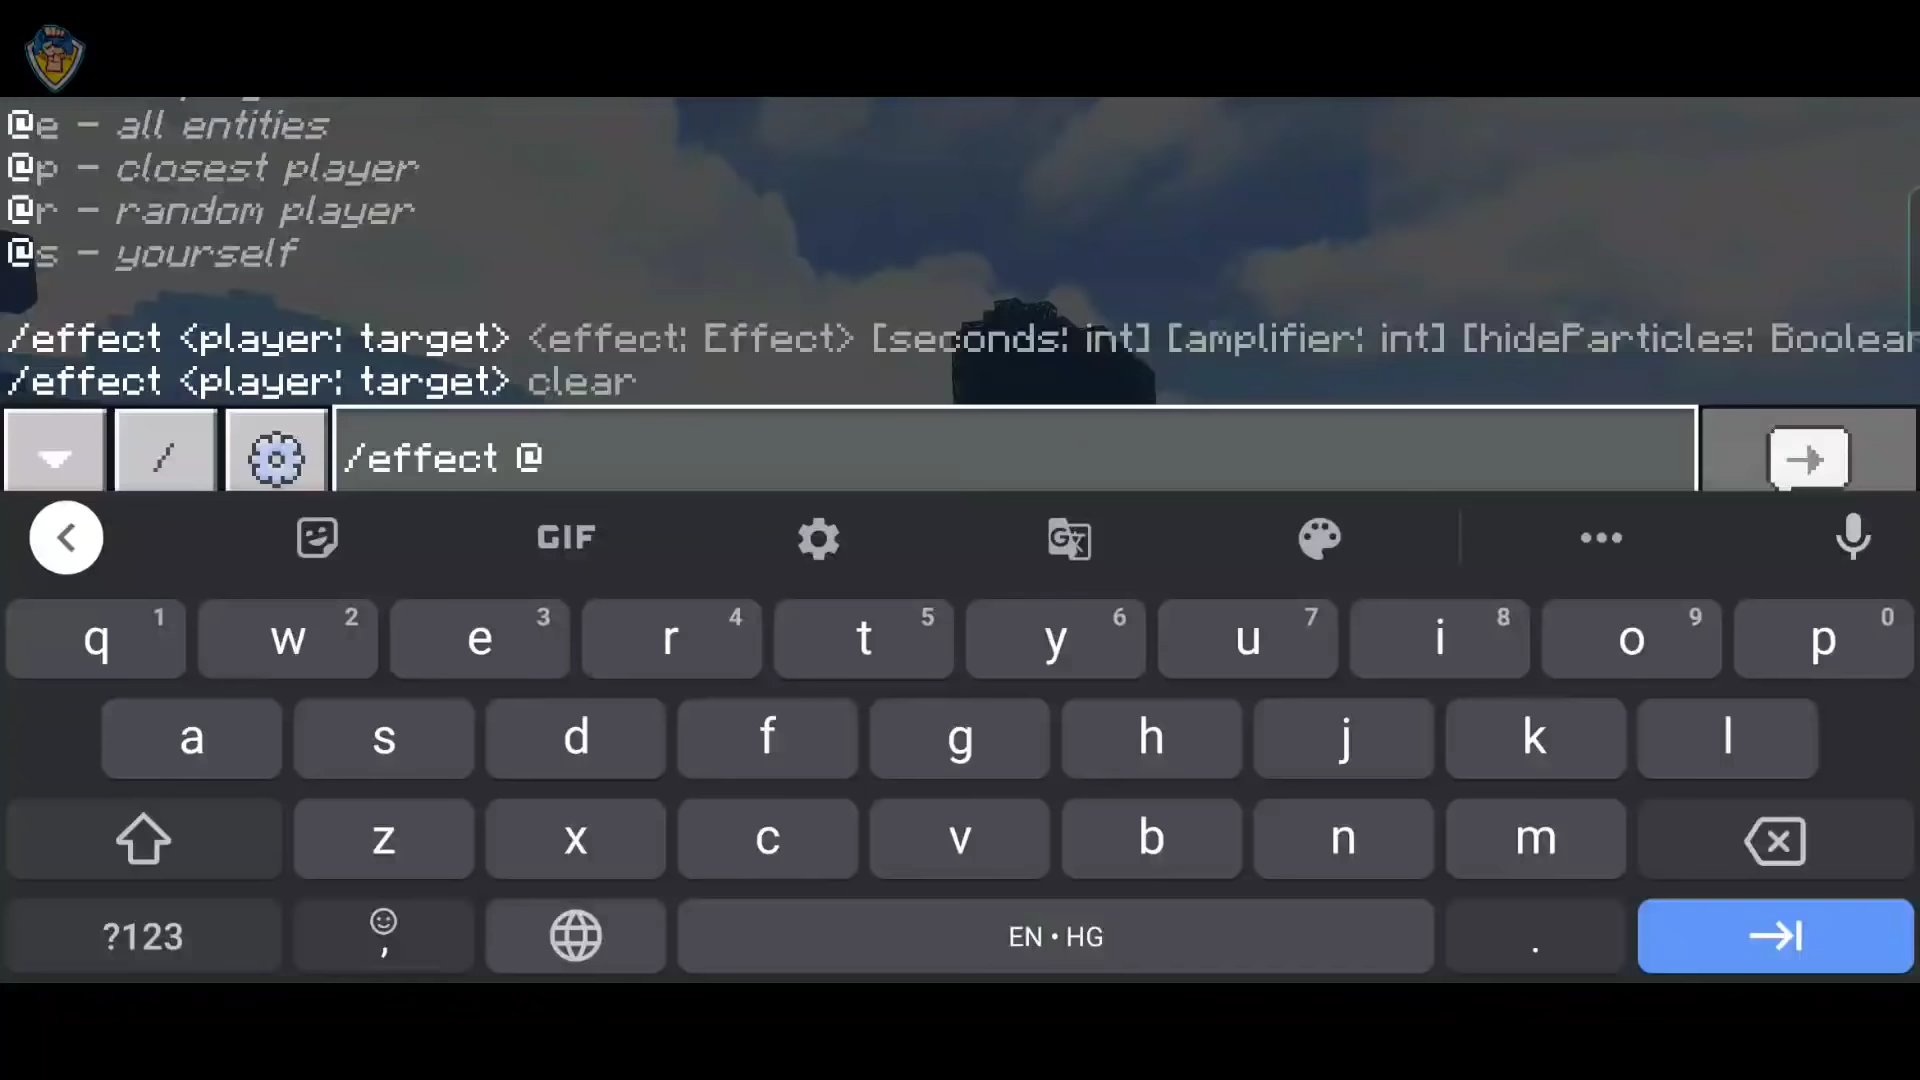 @e - all entities
@p - closest player
@r - random player
@s - yourself
/effect <player: target> <effect: Effect> [seconds: int] [amplifier: int] [hideParticles: Boolean
/effect <player: target> clear
/ /effect @
GIF
q 1 w 2 e 3 r 4 t 5 y 6 u 7 i 8 o 9 p 0
a s d f g h j k l
z x c v b n m
?123 , EN • HG .